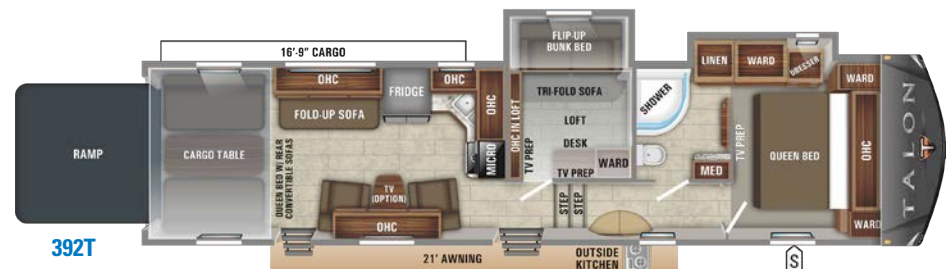 16'-9" CARGO
RAMP
CARGO TABLE
QUEEN BED W/ REAR
CONVERTIBLE SOFAS
OHC
FOLD-UP SOFA
FRIDGE
OHC
OHC
MICRO
TV
(OPTION)
OHC
FLIP-UP
BUNK BED
OHC IN LOFT
TV PREP
TRI-FOLD SOFA
LOFT
DESK
TV PREP
WARD
STEP
STEP
SHOWER
MED
LINEN
WARD
DRESSER
TV PREP
QUEEN BED
WARD
OHC
WARD
TALON
T
392T
21' AWNING
OUTSIDE
KITCHEN
S